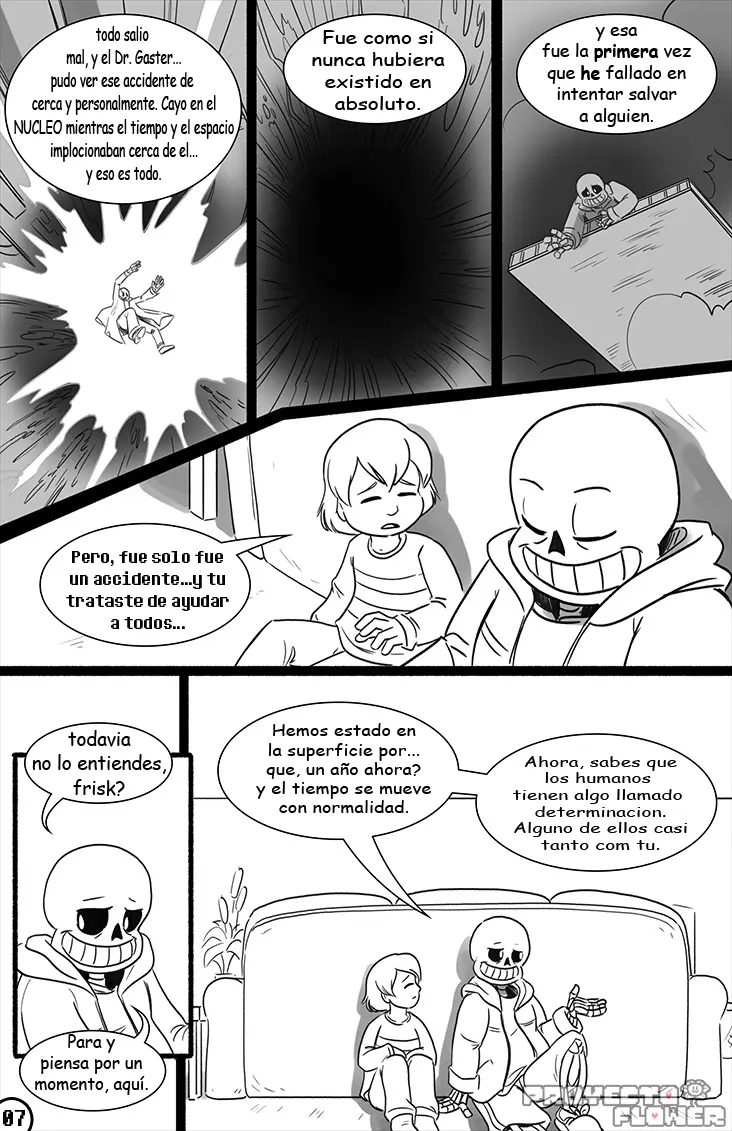 todo salio
mal, y el Dr. Gaster...
pudo ver ese accidente de
cerca y personalmente. Cayo en el
NUCLEO mientras el tiempo y el espacio
implocionaban cerca de el...
y eso es todo.
Fue como si
nunca hubiera
existido en
absoluto.
y esa
fue la primera vez
que he fallado en
intentar salvar
a alguien.
Pero, fue solo fue
un accidente...y tu
trataste de ayudar
a todos...
todavia
no lo entiendes,
frisk?
Para y
piensa por un
momento, aquí.
Hemos estado en
la superficie por...
que, un año ahora?
y el tiempo se mueve
con normalidad.
Ahora, sabes que
los humanos
tienen algo llamado
determinacion.
Alguno de ellos casi
tanto com tu.
07
PROYECTO
FLOWER